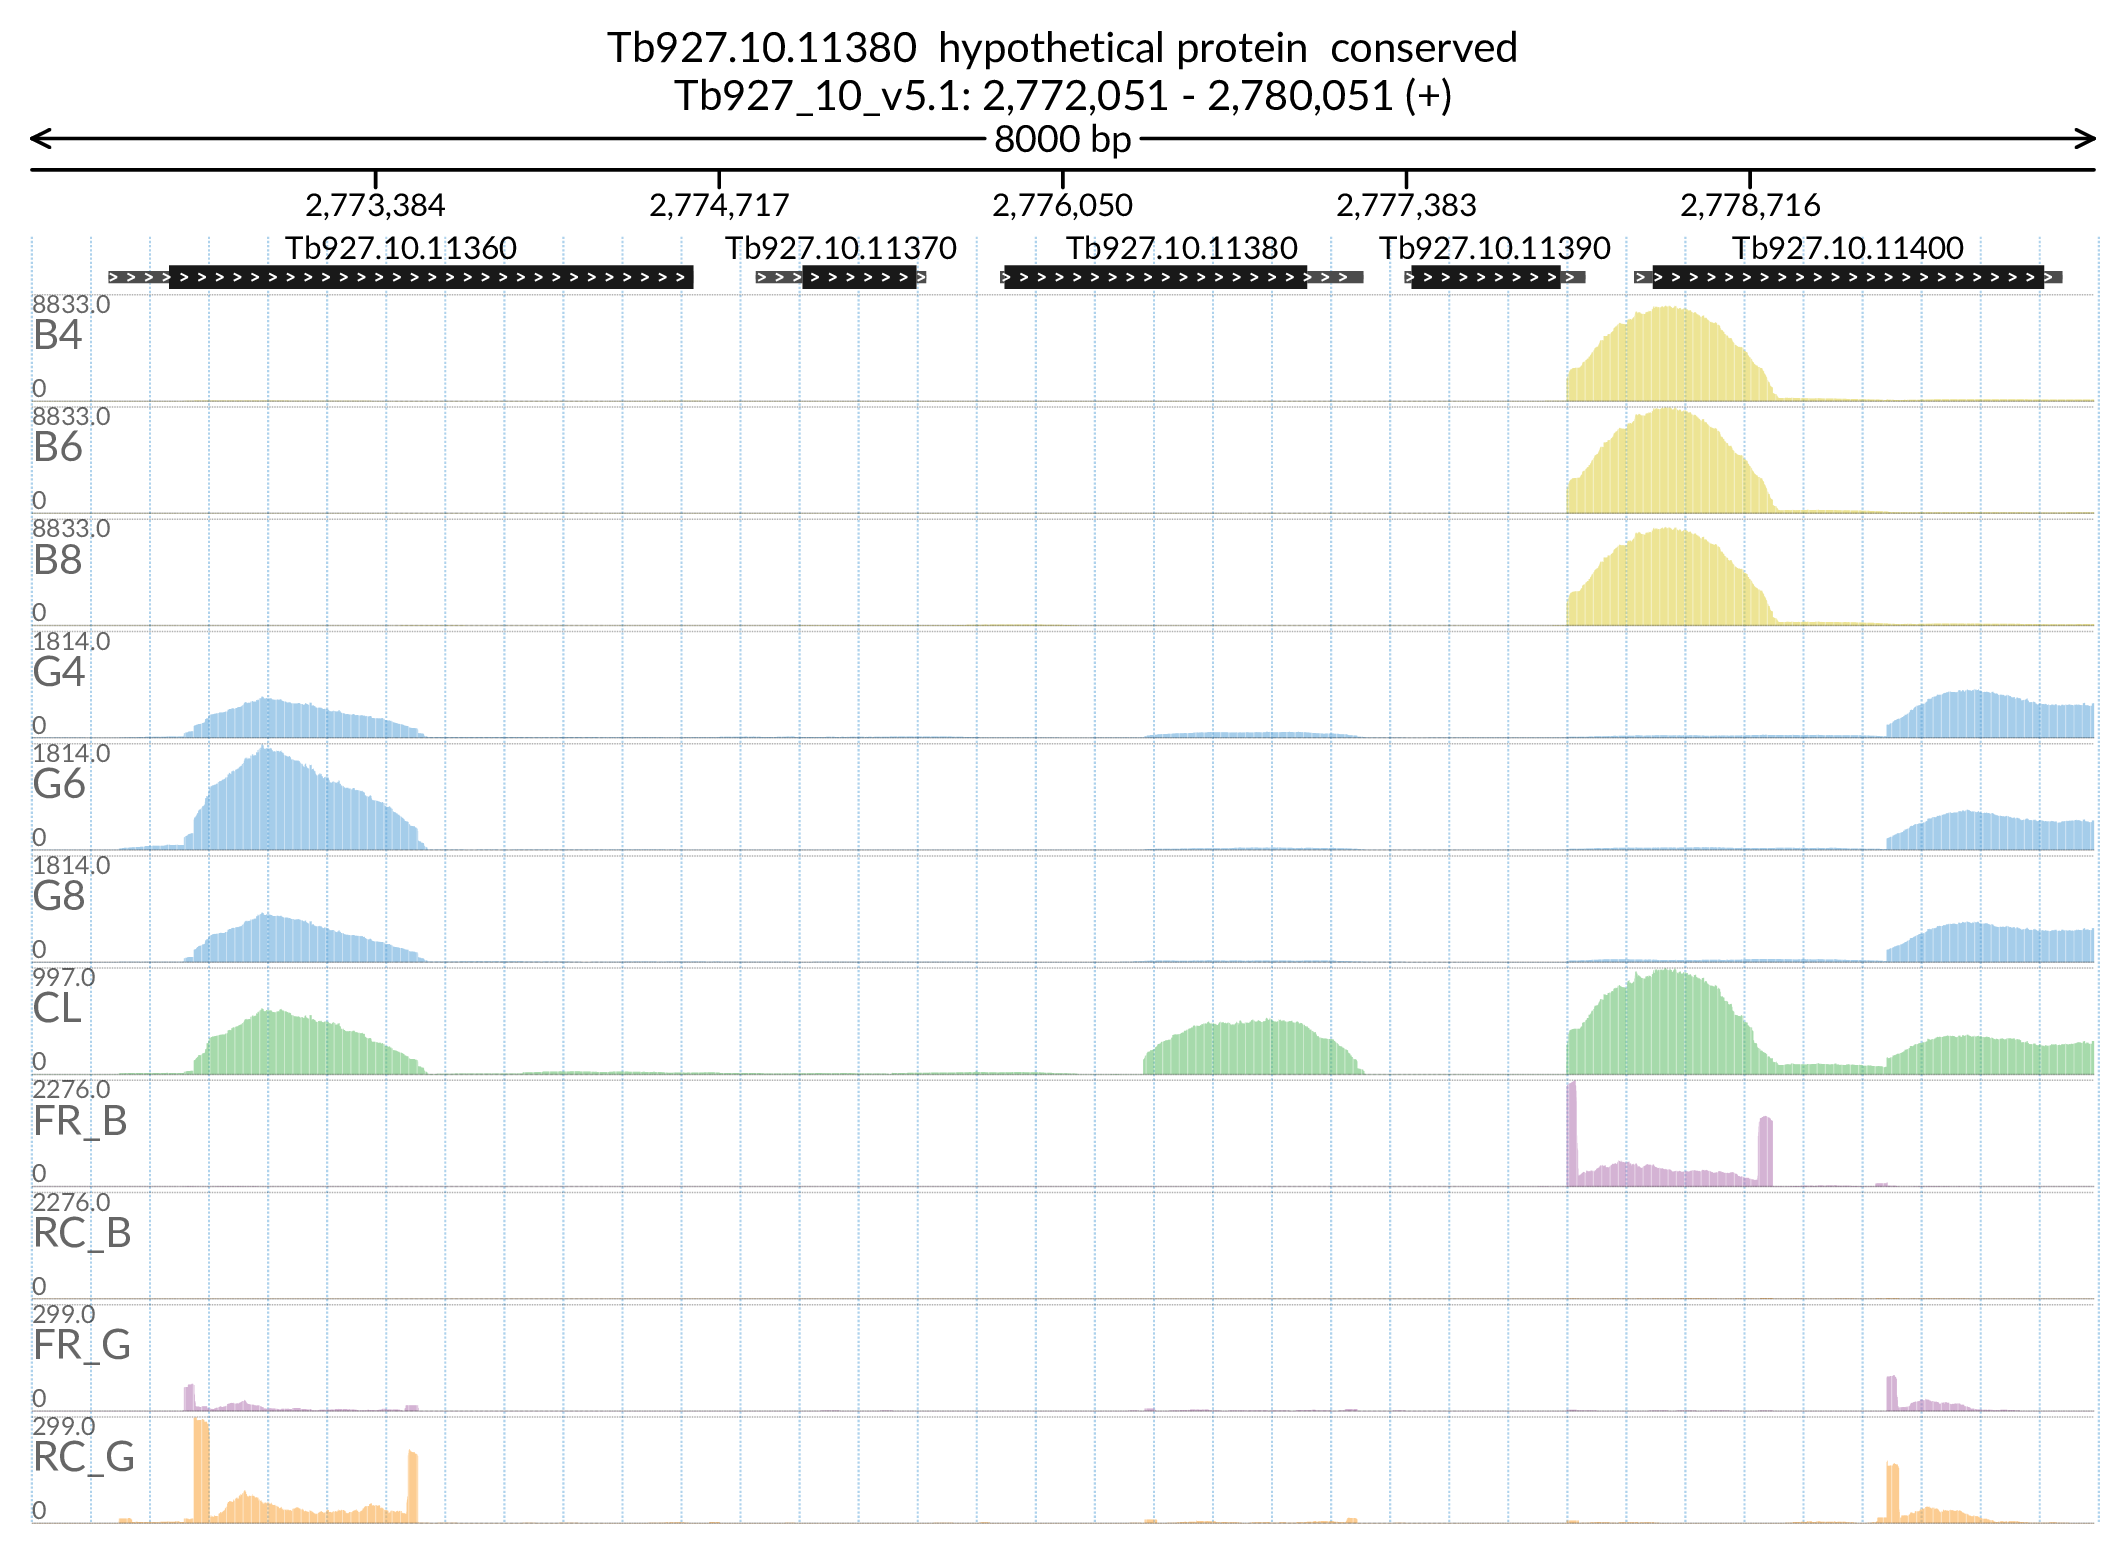 Tb927.10.11380 hypothetical protein conserved
Tb927_10_v5.1: 2,772,051 - 2,780,051 (+)
8000 bp
2,773,384 2,774,717 2,776,050 2,777,383 2,778,716
Tb927.10.11360 Tb927.10.11370 Tb927.10.11380 Tb927.10.11390 Tb927.10.11400
8833.0
B4
0
8833.0
B6
0
8833.0
B8
0
1814.0
G4
0
1814.0
G6
0
1814.0
G8
0
997.0
CL
0
2276.0
FR_B
0
2276.0
RC_B
0
299.0
FR_G
0
299.0
RC_G
0